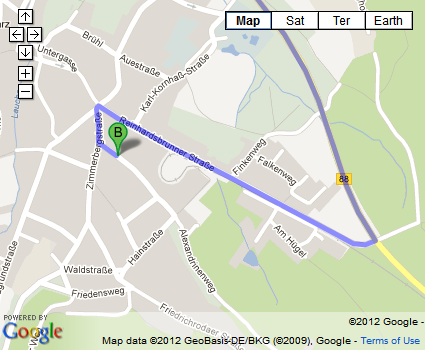 Map
Sat
Ter
Earth
Brühl
Untergasse
Auestraße
Karl-Kornhaß-Straße
B
Reinhardsbrunner Straße
Zimmerbergstraße
Finkenweg
Falkenweg
88
Am Hügel
Hainstraße
Alexandrinenweg
Waldstraße
Friedensweg
POWERED BY
Google
©2012 Google -
Map data ©2012 GeoBasis-DE/BKG (©2009), Google - Terms of Use